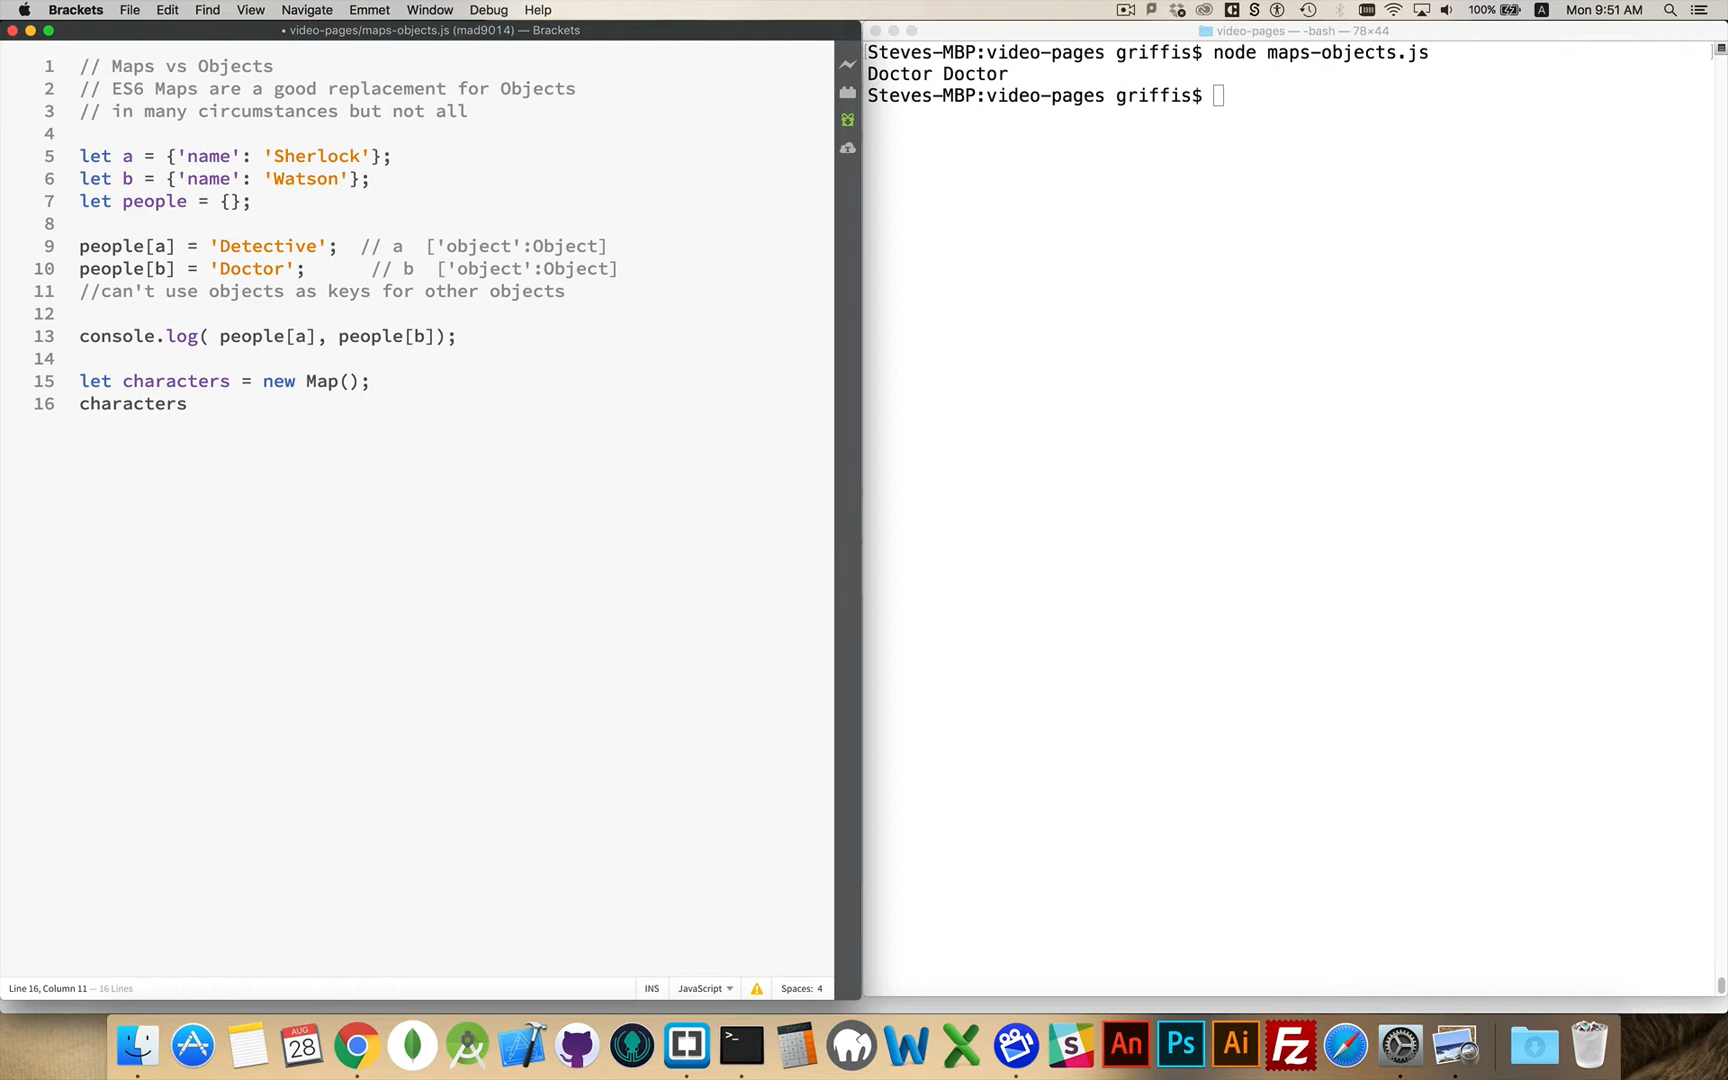 Brackets File Edit Find View Navigate Emmet Window Debug Help 100% Mon 9:51 AM
• video-pages/maps-objects.js (mad9014) — Brackets
1 // Maps vs Objects
2 // ES6 Maps are a good replacement for Objects
3 // in many circumstances but not all
4
5 let a = {'name': 'Sherlock'};
6 let b = {'name': 'Watson'};
7 let people = {};
8
9 people[a] = 'Detective'; // a ['object':Object]
10 people[b] = 'Doctor'; // b ['object':Object]
11 //can't use objects as keys for other objects
12
13 console.log( people[a], people[b]);
14
15 let characters = new Map();
16 characters
Line 16, Column 11 — 16 Lines
INS JavaScript Spaces: 4
video-pages — -bash — 78×44
Steves-MBP:video-pages griffis$ node maps-objects.js
Doctor Doctor
Steves-MBP:video-pages griffis$
AUG
28
An Ps Ai Fz